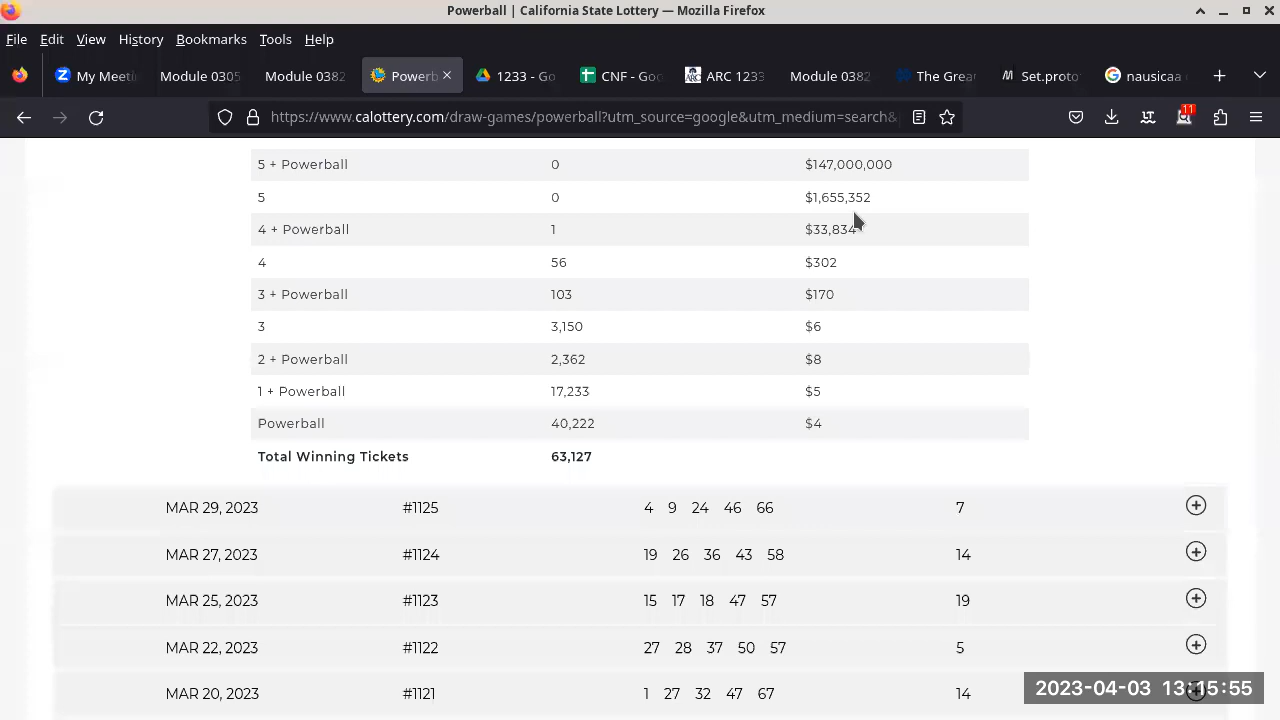 Powerball | California State Lottery — Mozilla Firefox
File Edit View History Bookmarks Tools Help
My Meeti Module 0305 Module 0382 Powerb 1233 - Go CNF - Goo ARC 1233 Module 0382 The Great Set.proto nausicaa
https://www.calottery.com/draw-games/powerball?utm_source=google&utm_medium=search& 11
5 + Powerball 0 $147,000,000
5 0 $1,655,352
4 + Powerball 1 $33,834
4 56 $302
3 + Powerball 103 $170
3 3,150 $6
2 + Powerball 2,362 $8
1 + Powerball 17,233 $5
Powerball 40,222 $4
Total Winning Tickets 63,127
MAR 29, 2023 #1125 4 9 24 46 66 7
MAR 27, 2023 #1124 19 26 36 43 58 14
MAR 25, 2023 #1123 15 17 18 47 57 19
MAR 22, 2023 #1122 27 28 37 50 57 5
MAR 20, 2023 #1121 1 27 32 47 67 14
2023-04-03 13:15:55